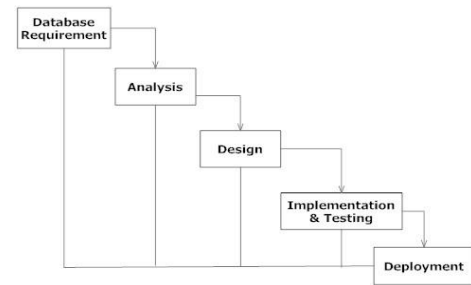 Database
Requirement
Analysis
Design
Implementation
& Testing
Deployment